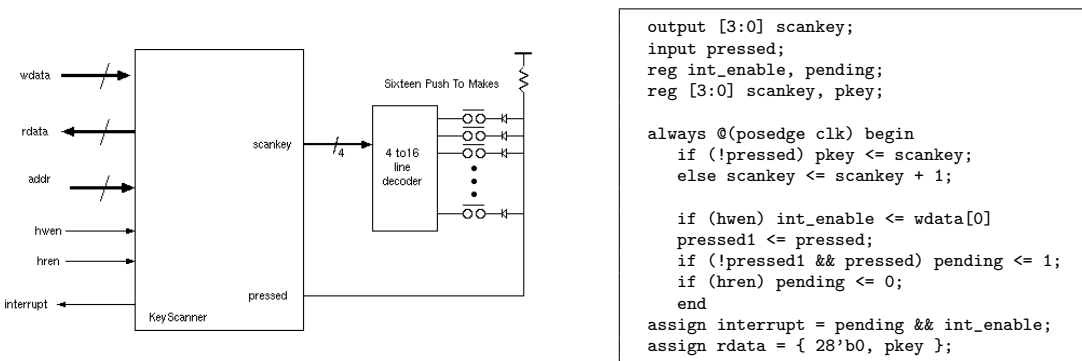 wdata
rdata
addr
hwen
hren
interrupt
KeyScanner
scankey
pressed
4
4 to16
line
decoder
Sixteen Push To Makes
output [3:0] scankey;
input pressed;
reg int_enable, pending;
reg [3:0] scankey, pkey;
always @(posedge clk) begin
if (!pressed) pkey <= scankey;
else scankey <= scankey + 1;
if (hwen) int_enable <= wdata[0]
pressed1 <= pressed;
if (!pressed1 && pressed) pending <= 1;
if (hren) pending <= 0;
end
assign interrupt = pending && int_enable;
assign rdata = { 28'b0, pkey };